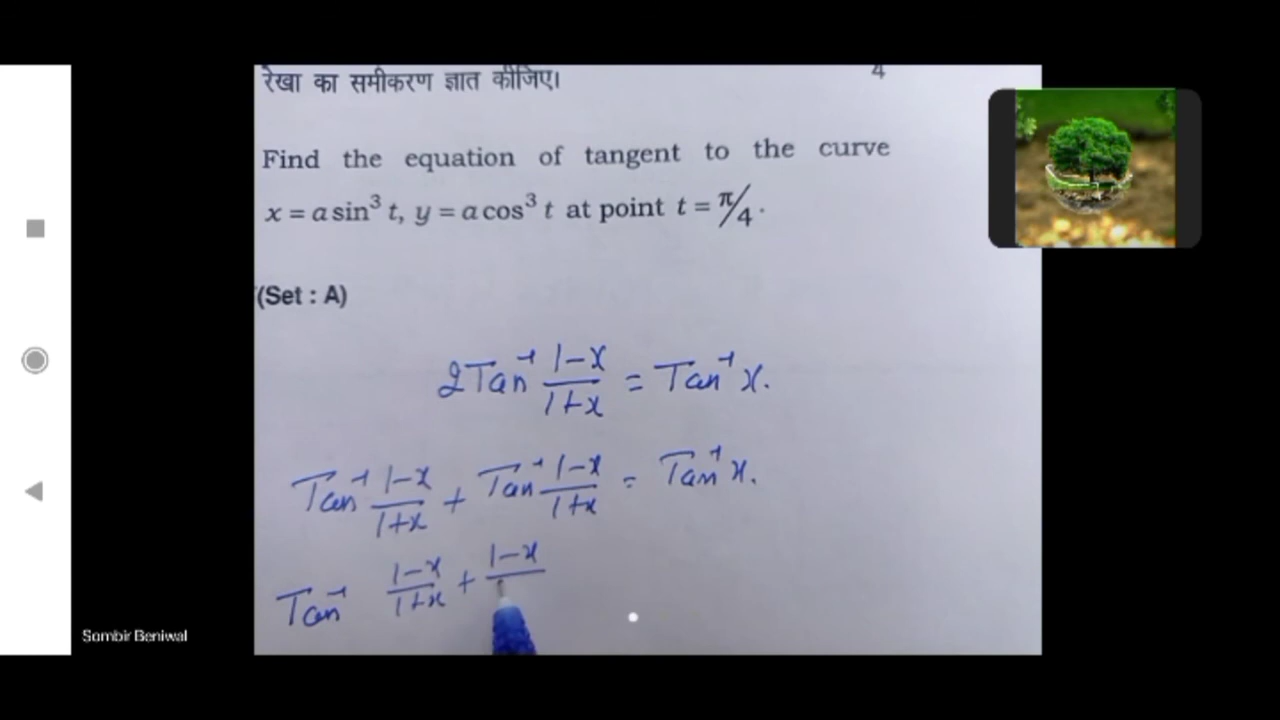 रेखा का समीकरण ज्ञात कीजिए। 4
Find the equation of tangent to the curve
x = a sin³ t, y = a cos³ t at point t = π/4.
(Set : A)
2Tan⁻¹ (1-x)/(1+x) = Tan⁻¹ x.
Tan⁻¹ (1-x)/(1+x) + Tan⁻¹ (1-x)/(1+x) = Tan⁻¹ x.
Tan⁻¹ (1-x)/(1+x) + 1-x
Sombir Beniwal